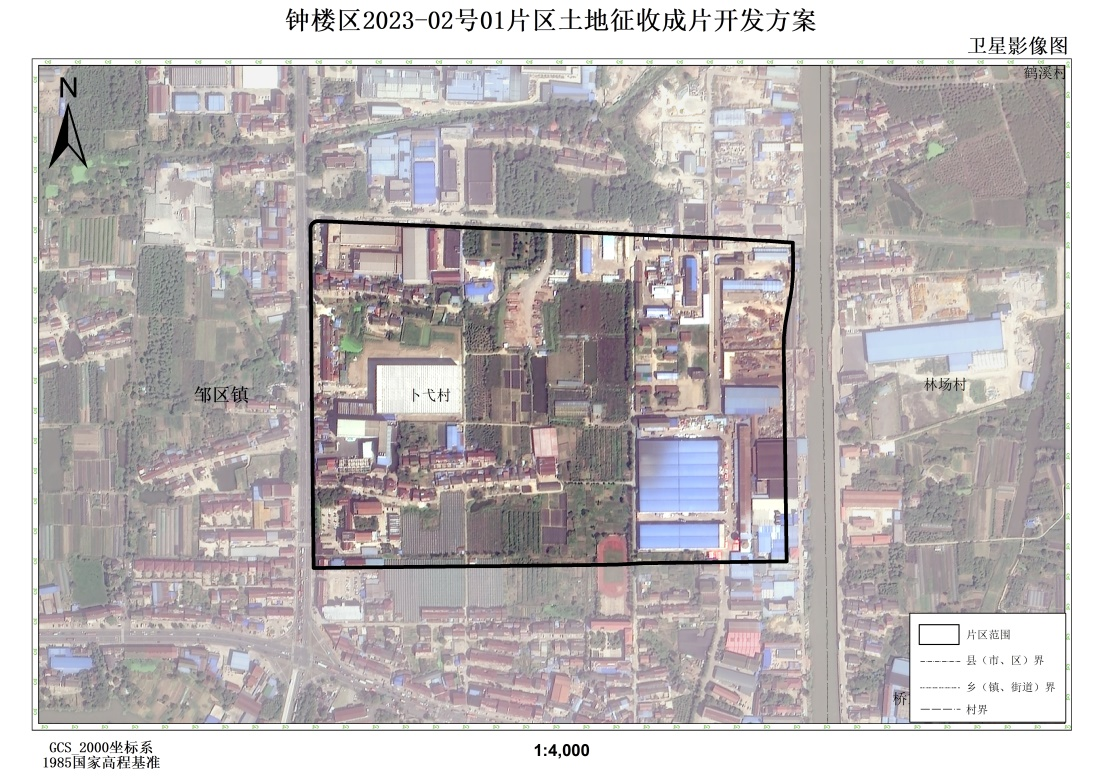 钟楼区2023-02号01片区土地征收成片开发方案
卫星影像图
鹤溪村
N
邹区镇
卜弋村
林场村
桥
片区范围
县（市、区）界
乡（镇、街道）界
村界
GCS_2000坐标系
1985国家高程基准
1:4,000